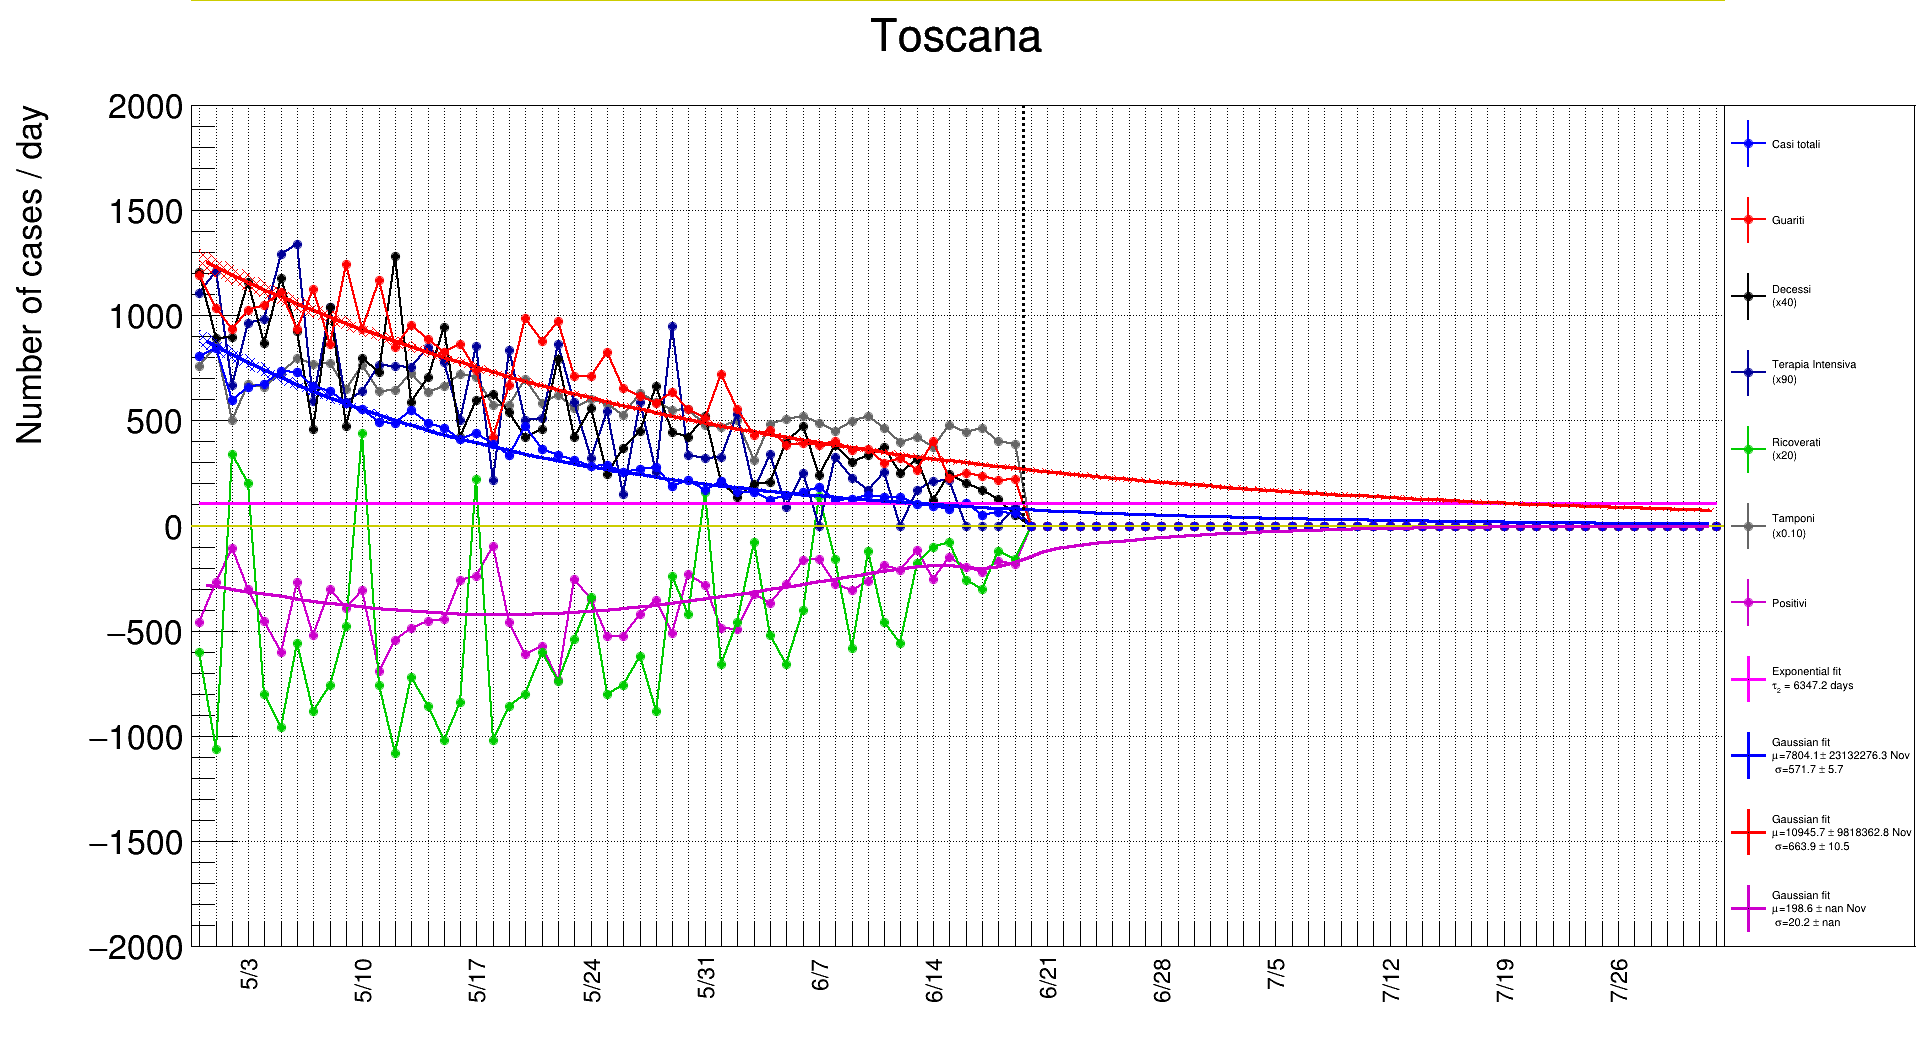 Toscana
Number of cases / day
2000
1500
1000
500
0
−500
−1000
−1500
−2000
5/3
5/10
5/17
5/24
5/31
6/7
6/14
6/21
6/28
7/5
7/12
7/19
7/26
Casi totali
Guariti
Decessi
(x40)
Terapia Intensiva
(x90)
Ricoverati
(x20)
Tamponi
(x0.10)
Positivi
Exponential fit
τ2 = 6347.2 days
Gaussian fit
μ=7804.1± 23132276.3 Nov
σ=571.7 ± 5.7
Gaussian fit
μ=10945.7± 9818362.8 Nov
σ=663.9 ± 10.5
Gaussian fit
μ=198.6 ± nan Nov
σ=20.2 ± nan